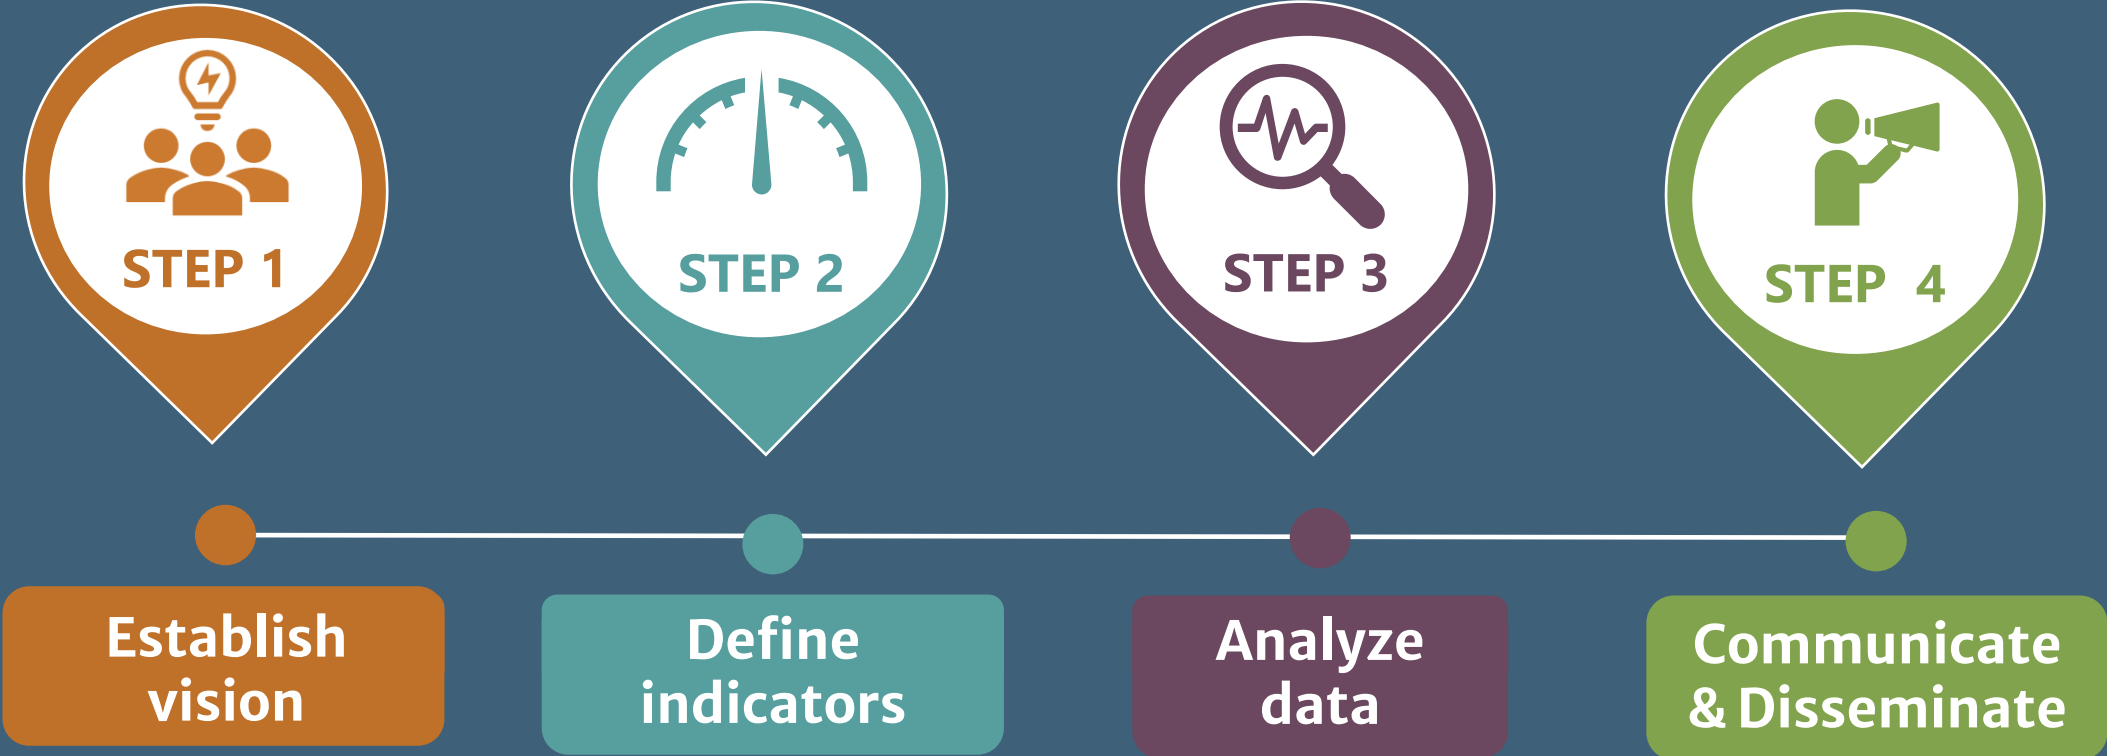 STEP 1
STEP 2
STEP 3
STEP 4
Establish
vision
Define
indicators
Analyze
data
Communicate
& Disseminate